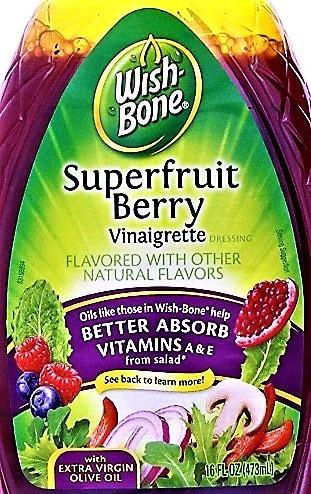 Wish-
Bone®
Superfruit
Berry
Vinaigrette DRESSING
FLAVORED WITH OTHER
NATURAL FLAVORS
Oils like those in Wish-Bone® help
BETTER ABSORB
VITAMINS A & E
from salad*
See back to learn more!
with
EXTRA VIRGIN
OLIVE OIL
16 FL OZ (473mL)